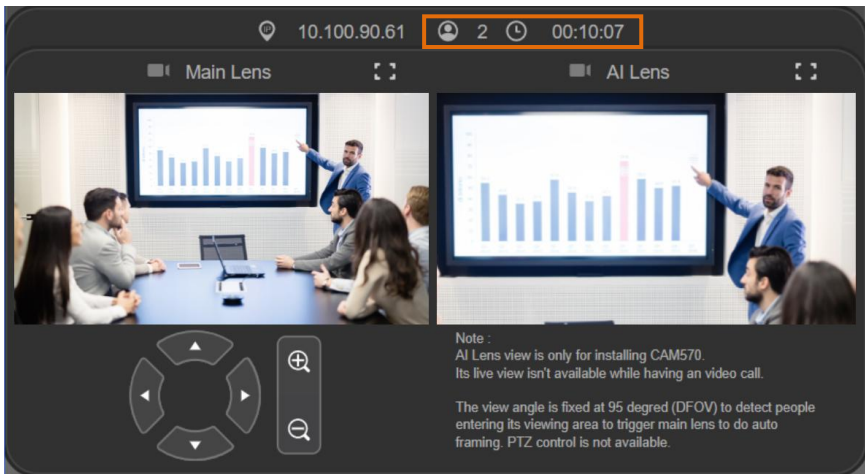 IP 10.100.90.61 2 00:10:07
Main Lens
AI Lens
Note :
AI Lens view is only for installing CAM570.
Its live view isn't available while having an video call.
The view angle is fixed at 95 degred (DFOV) to detect people
entering its viewing area to trigger main lens to do auto
framing. PTZ control is not available.